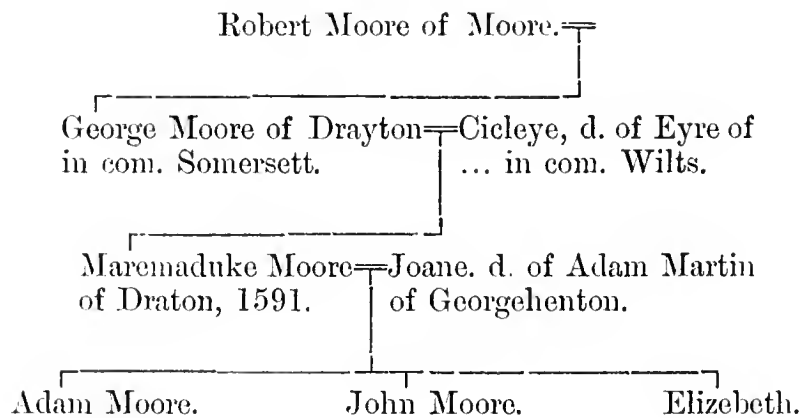 Robert Moore of Moore.
George Moore of Drayton=Cicleye, d. of Eyre of
in com. Somersett. ... in com. Wilts.
Maremaduke Moore=Joane. d. of Adam Martin
of Draton, 1591. of Georgehenton.
Adam Moore. John Moore. Elizebeth.